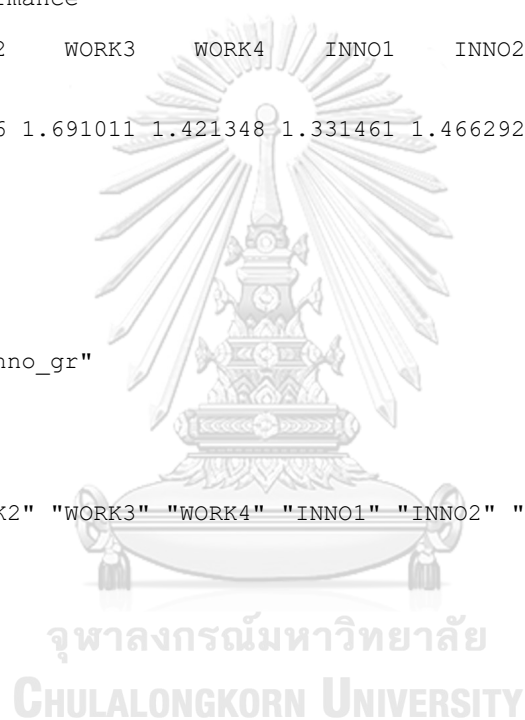 rmance
2 WORK3 WORK4 INNO1 INNO2
6 1.691011 1.421348 1.331461 1.466292
nno_gr"
K2" "WORK3" "WORK4" "INNO1" "INNO2" "
จุฬาลงกรณ์มหาวิทยาลัย
CHULALONGKORN UNIVERSITY